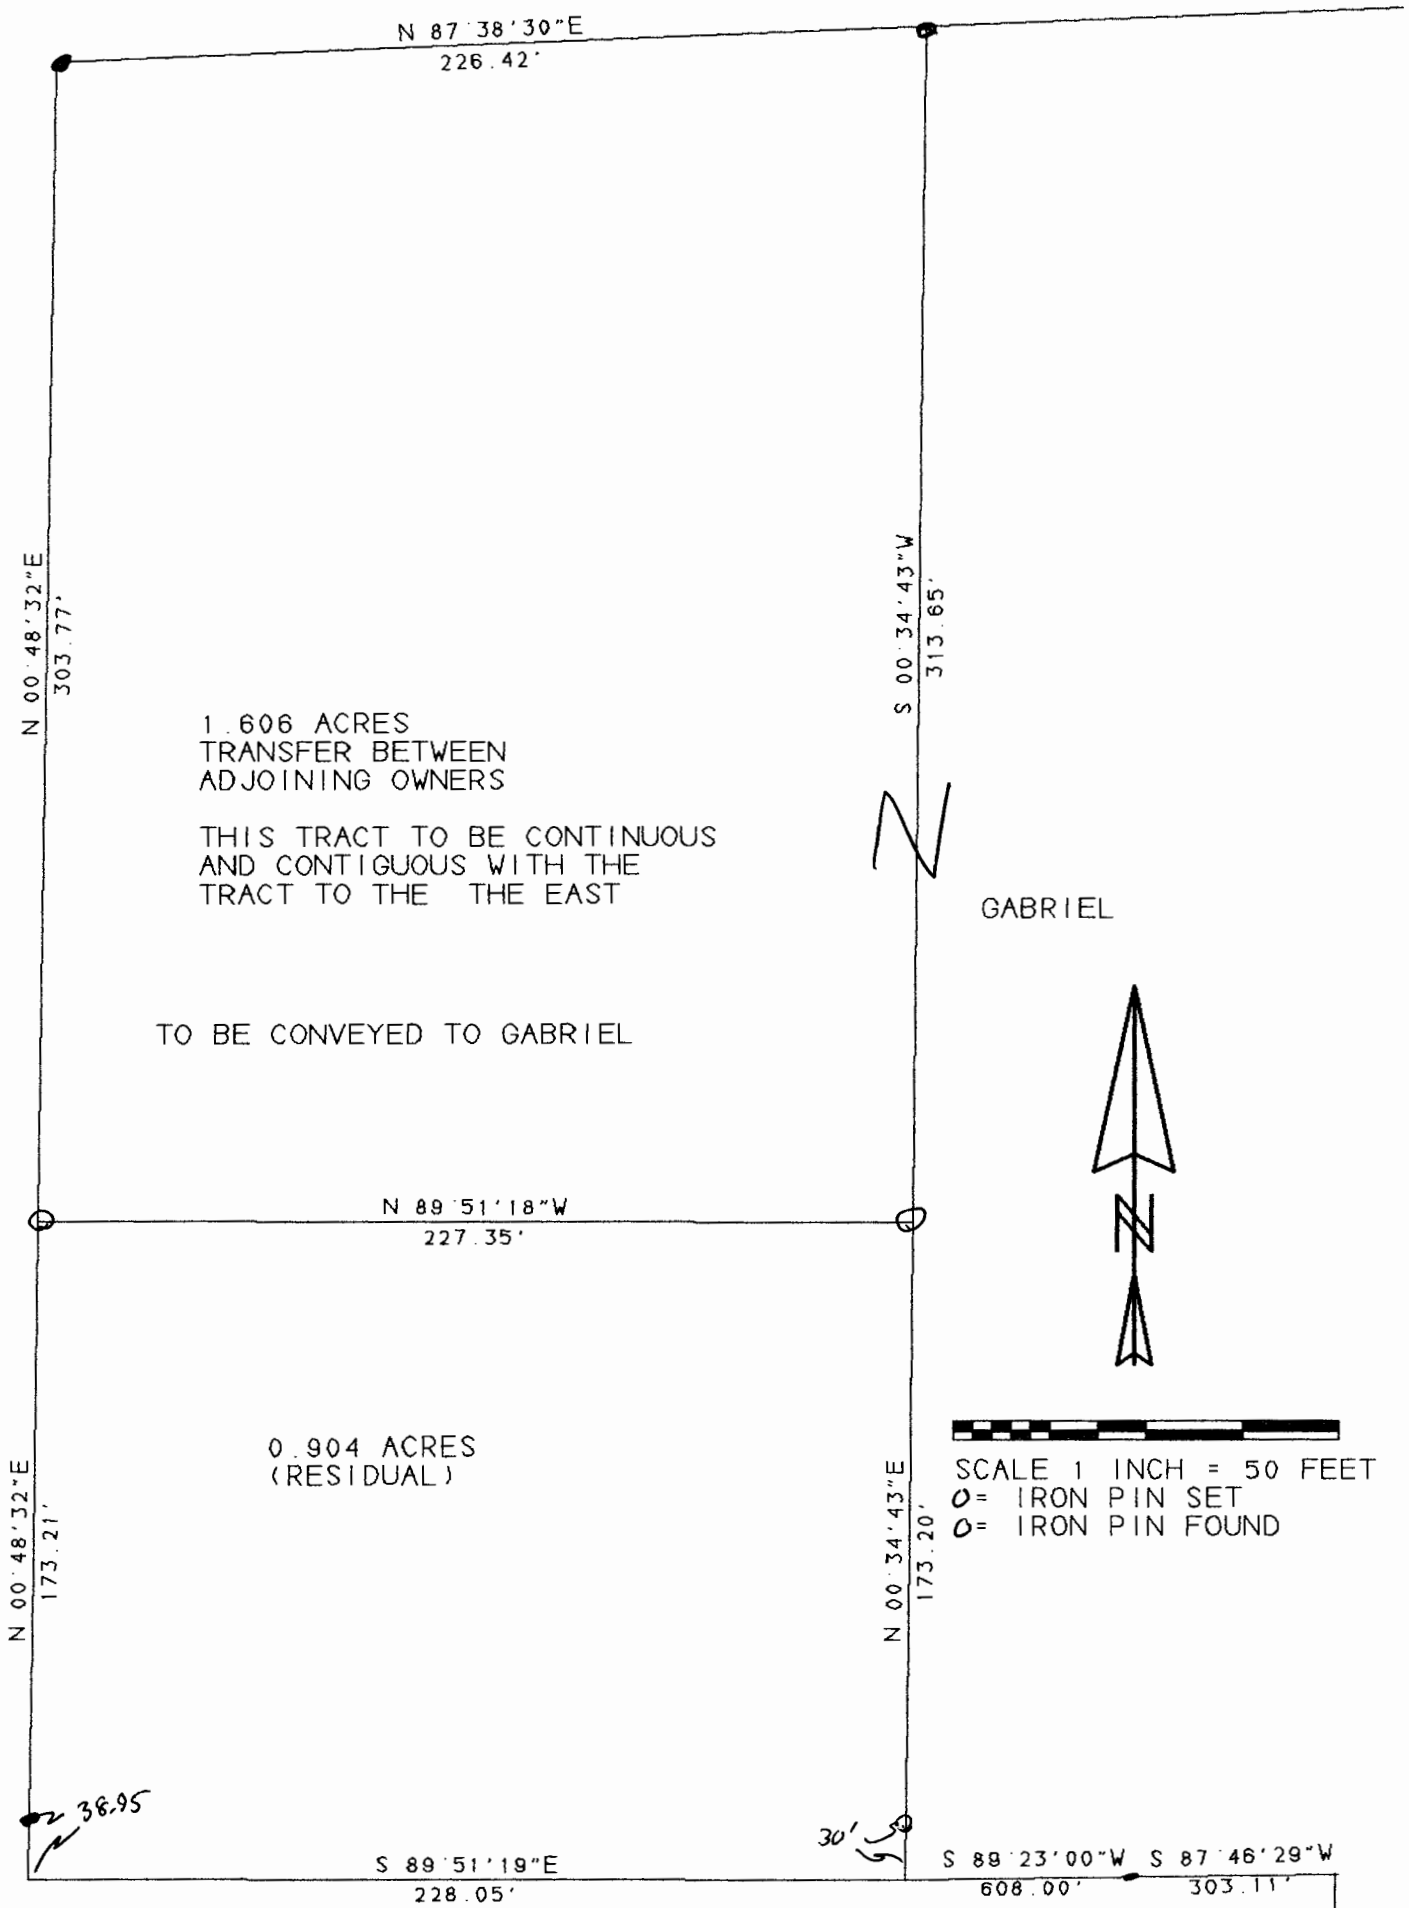 N 87°38'30"E
226.42'
N 00°48'32"E
303.77'
S 00°34'43"W
313.65'
1.606 ACRES
TRANSFER BETWEEN
ADJOINING OWNERS
THIS TRACT TO BE CONTINUOUS
AND CONTIGUOUS WITH THE
TRACT TO THE THE EAST
N
GABRIEL
TO BE CONVEYED TO GABRIEL
N 89°51'18"W
227.35'
N
0.904 ACRES
(RESIDUAL)
SCALE 1 INCH = 50 FEET
O= IRON PIN SET
O= IRON PIN FOUND
N 00°48'32"E
173.21'
N 00°34'43"E
173.20'
38.95
30'
S 89°51'19"E
228.05'
S 89°23'00"W
608.00'
S 87°46'29"W
303.11'